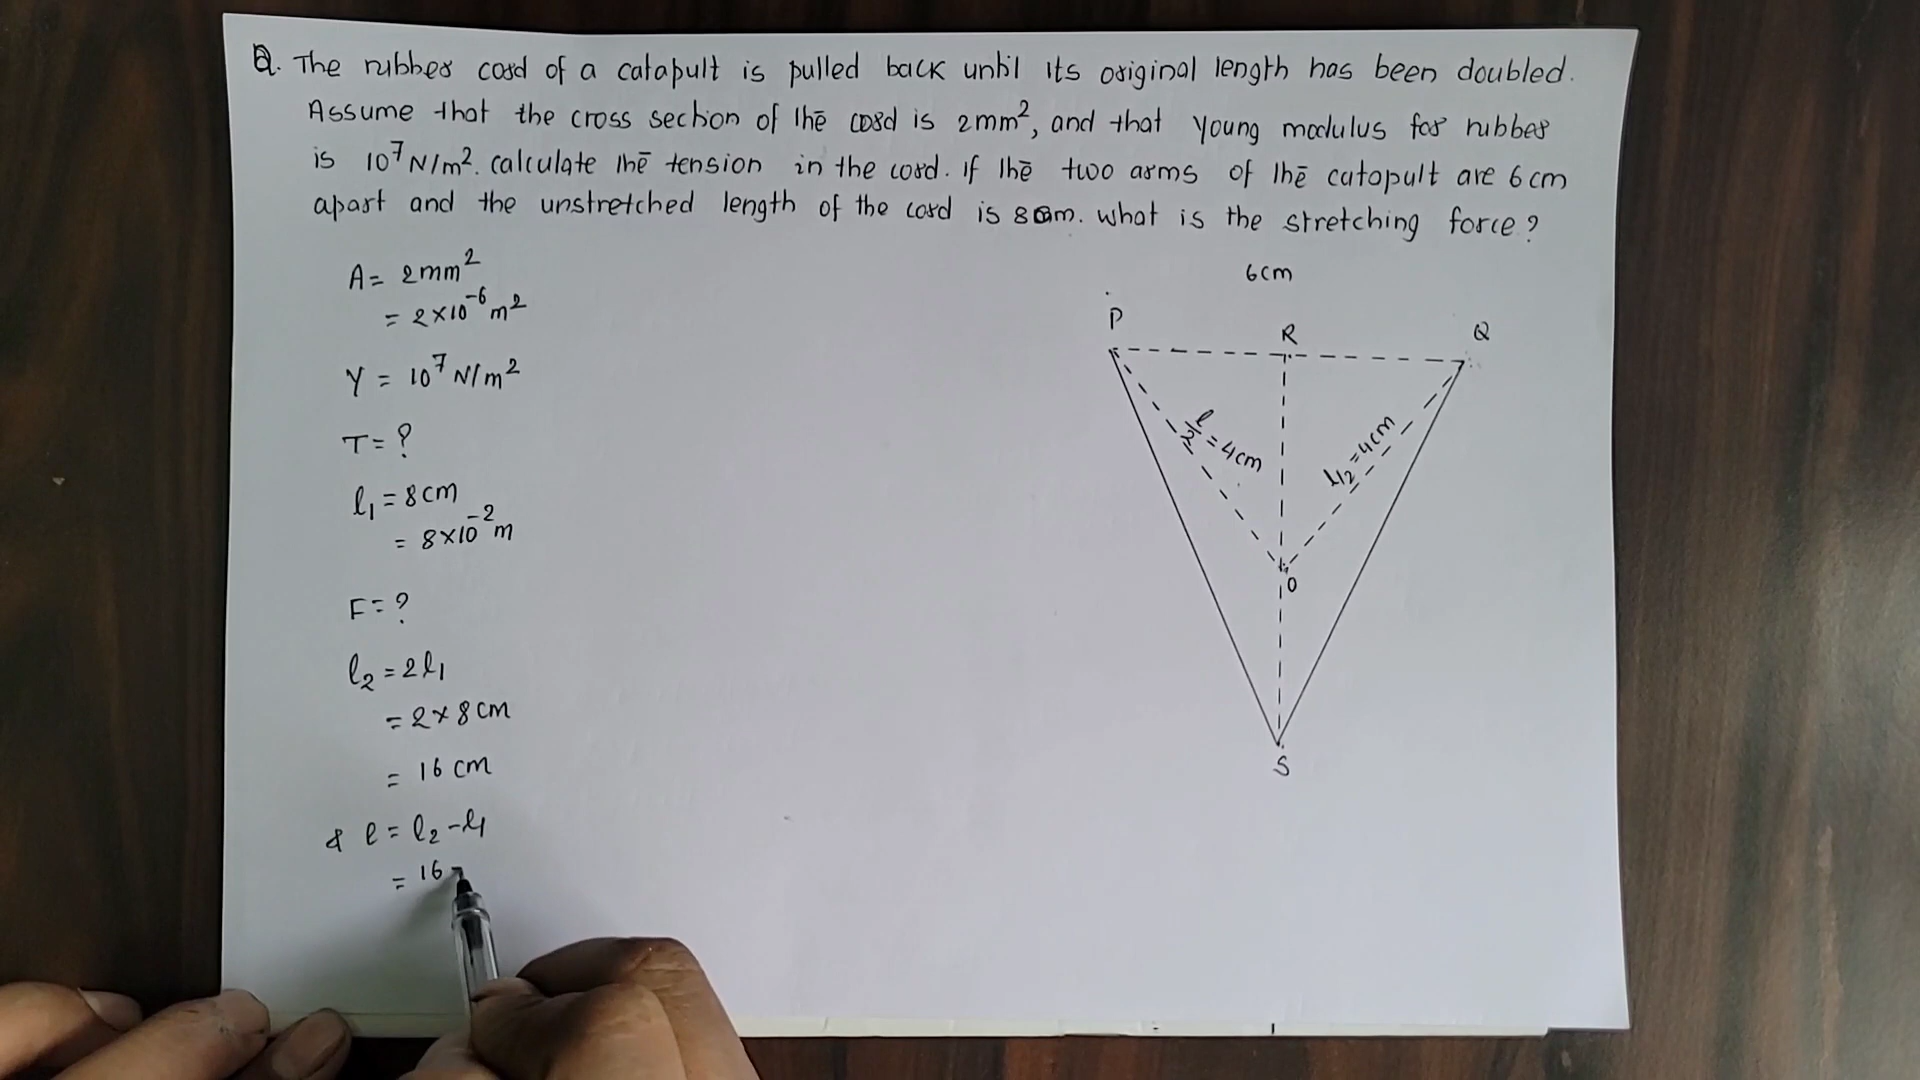 Q. The rubber cord of a catapult is pulled back until its original length has been doubled.
Assume that the cross section of the cord is 2mm², and that Young modulus for rubber
is 10⁷ N/m². calculate the tension in the cord. If the two arms of the catapult are 6cm
apart and the unstretched length of the cord is 8cm. what is the stretching force?
A = 2mm²
= 2×10⁻⁶ m²
Y = 10⁷ N/m²
T = ?
l₁ = 8cm
= 8×10⁻² m
F = ?
l₂ = 2l₁
= 2×8cm
= 16 cm
& e = l₂ - l₁
= 16 -
6cm
P
R
Q
l/2 = 4cm
l/2 = 4cm
O
S